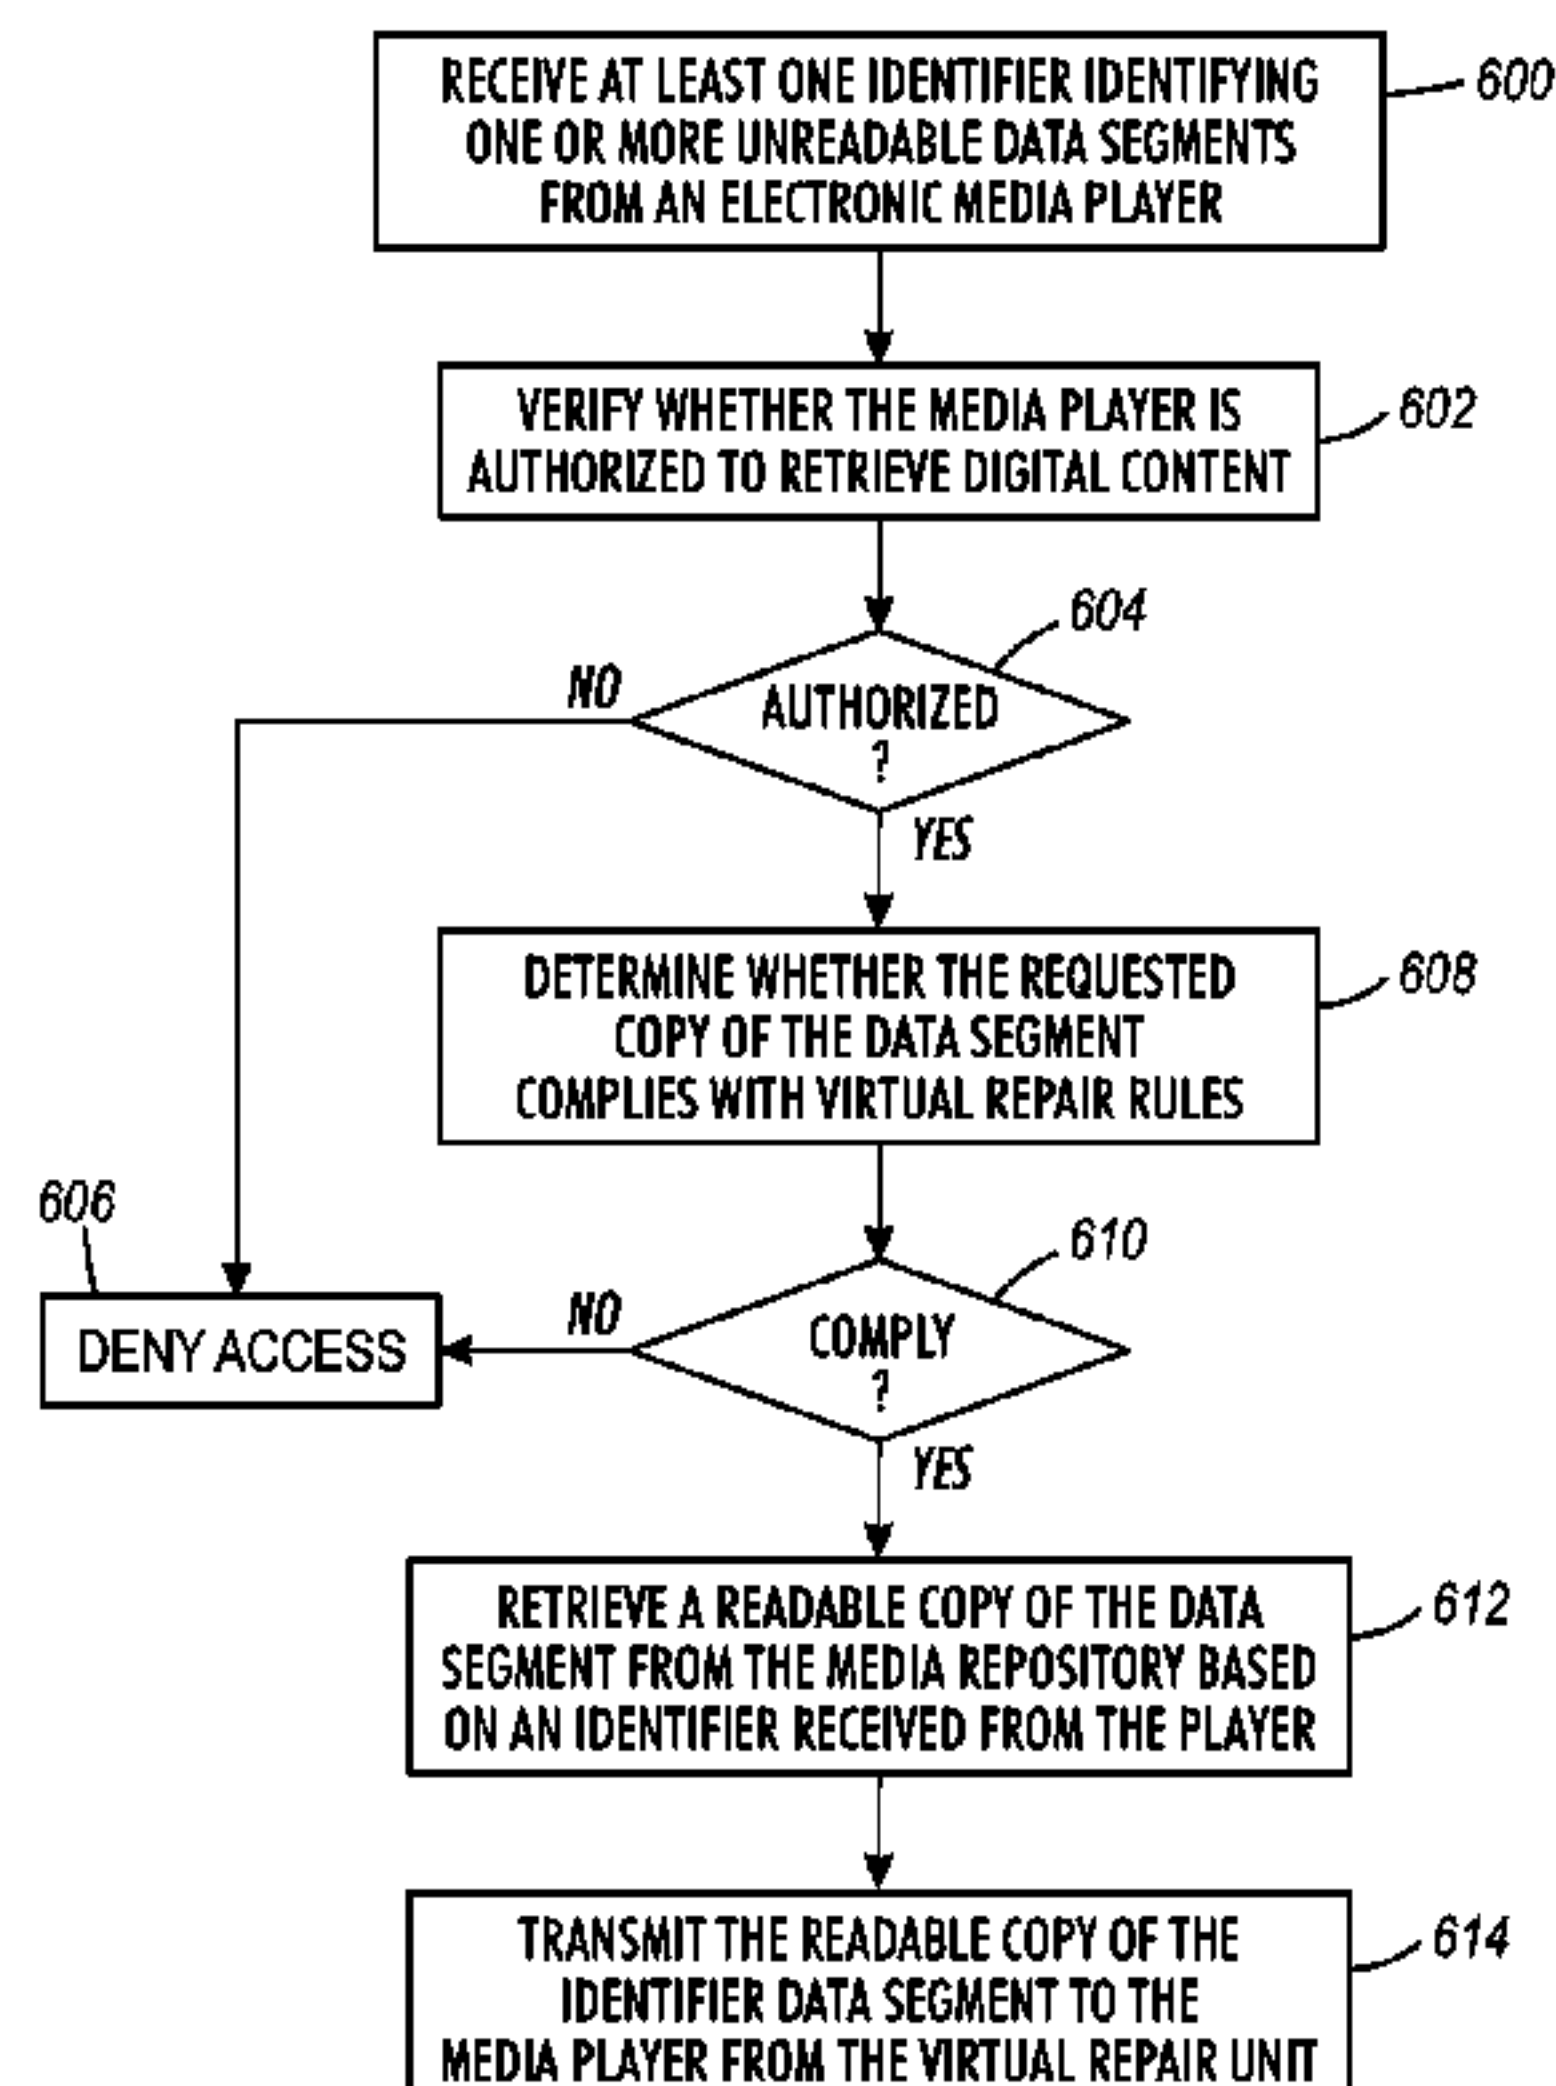 RECEIVE AT LEAST ONE IDENTIFIER IDENTIFYING
ONE OR MORE UNREADABLE DATA SEGMENTS
FROM AN ELECTRONIC MEDIA PLAYER
600
VERIFY WHETHER THE MEDIA PLAYER IS
AUTHORIZED TO RETRIEVE DIGITAL CONTENT
602
604
NO
AUTHORIZED
?
YES
DETERMINE WHETHER THE REQUESTED
COPY OF THE DATA SEGMENT
COMPLIES WITH VIRTUAL REPAIR RULES
608
606
DENY ACCESS
610
NO
COMPLY
?
YES
RETRIEVE A READABLE COPY OF THE DATA
SEGMENT FROM THE MEDIA REPOSITORY BASED
ON AN IDENTIFIER RECEIVED FROM THE PLAYER
612
TRANSMIT THE READABLE COPY OF THE
IDENTIFIER DATA SEGMENT TO THE
MEDIA PLAYER FROM THE VIRTUAL REPAIR UNIT
614